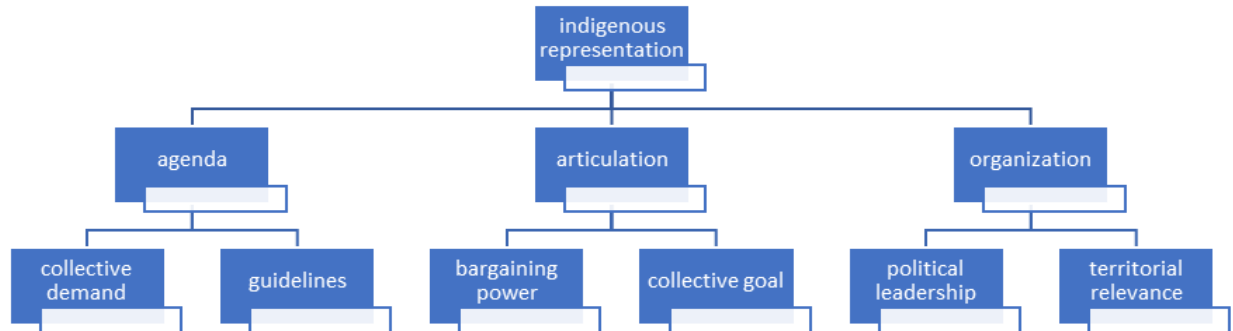 indigenous
representation
agenda
articulation
organization
collective
demand
guidelines
bargaining
power
collective goal
political
leadership
territorial
relevance